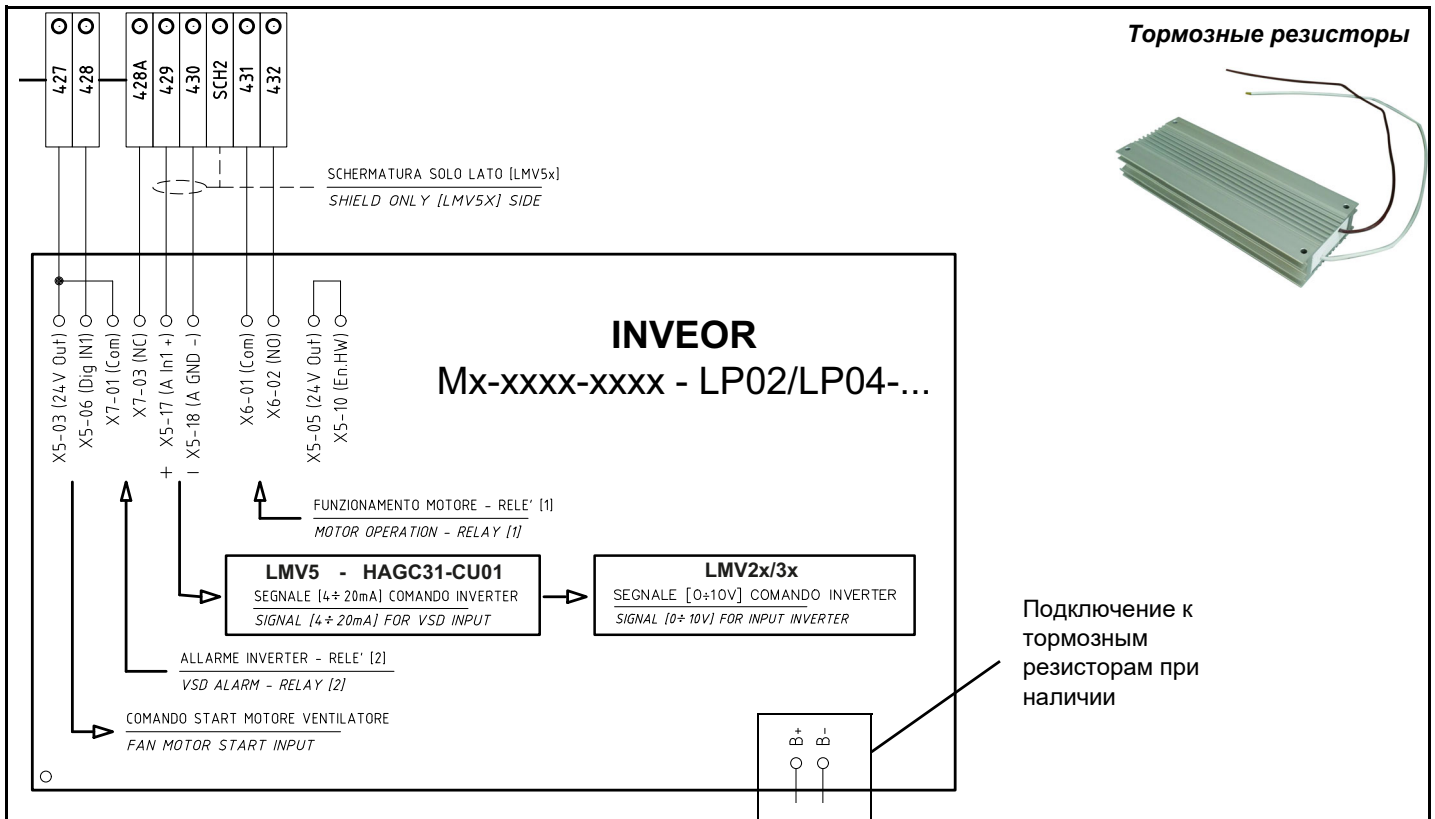 Тормозные резисторы
427
428
428A
429
430
SCH2
431
432
SCHERMATURA SOLO LATO [LMV5x]
SHIELD ONLY [LMV5X] SIDE
X5-03 (24V Out)
X5-06 (Dig IN1)
X7-01 (Com)
X7-03 (NC)
+ X5-17 (A In1 +)
- X5-18 (A GND -)
X6-01 (Com)
X6-02 (NO)
X5-05 (24V Out)
X5-10 (En.HW)
INVEOR
Mx-xxxx-xxxx - LP02/LP04-...
FUNZIONAMENTO MOTORE - RELE' [1]
MOTOR OPERATION - RELAY [1]
LMV5 - HAGC31-CU01
SEGNALE [4÷20mA] COMANDO INVERTER
SIGNAL [4÷20mA] FOR VSD INPUT
LMV2x/3x
SEGNALE [0÷10V] COMANDO INVERTER
SIGNAL [0÷10V] FOR INPUT INVERTER
ALLARME INVERTER - RELE' [2]
VSD ALARM - RELAY [2]
COMANDO START MOTORE VENTILATORE
FAN MOTOR START INPUT
B+
B-
Подключение к
тормозным
резисторам при
наличии